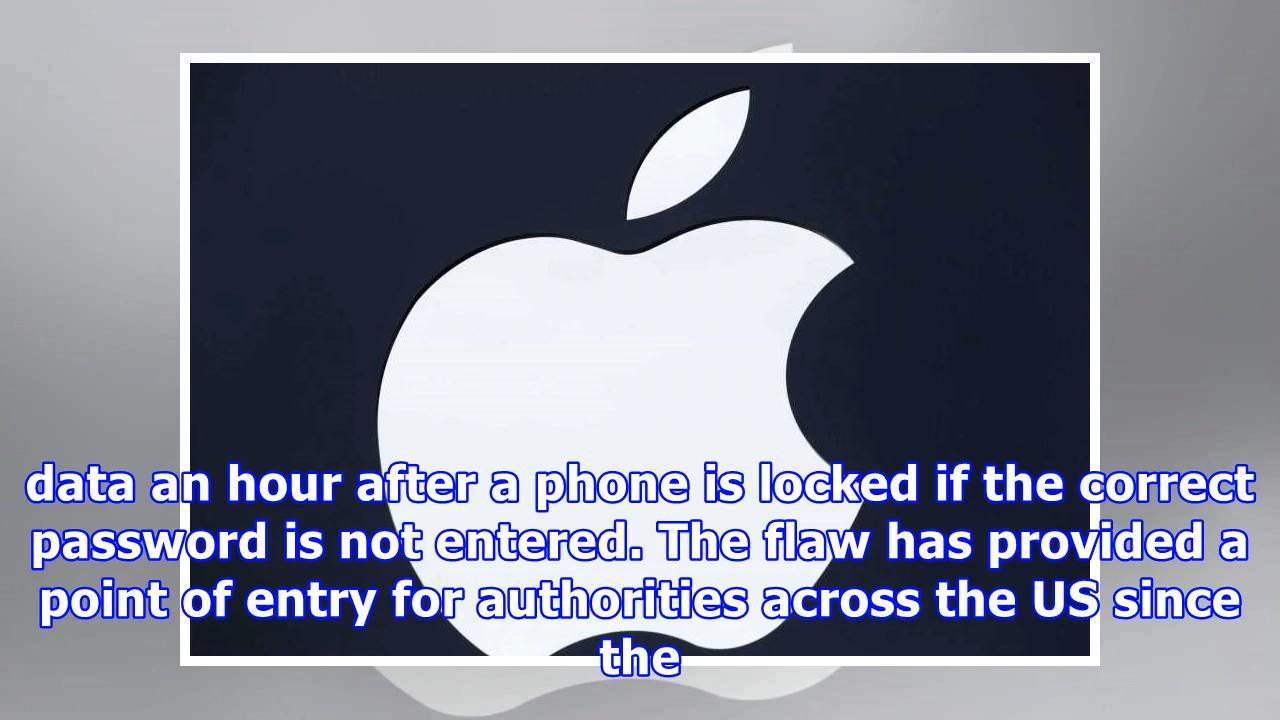 data an hour after a phone is locked if the correct
password is not entered. The flaw has provided a
point of entry for authorities across the US since
the